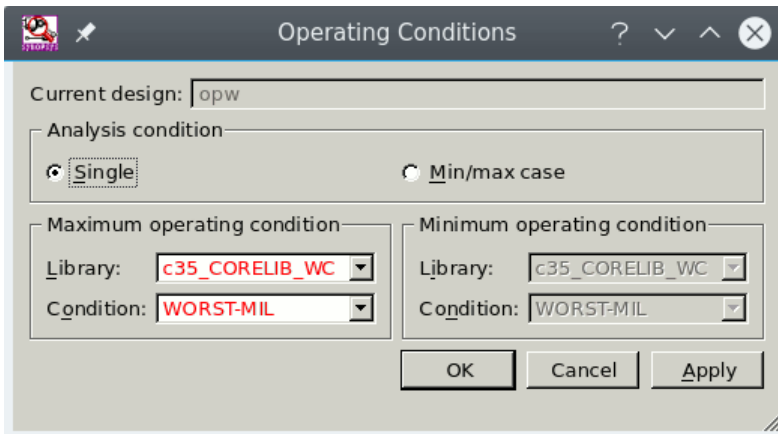 SYNOPSYS
Operating Conditions
?
Current design: opw
Analysis condition
Single
Min/max case
Maximum operating condition
Library: c35_CORELIB_WC
Condition: WORST-MIL
Minimum operating condition
Library: c35_CORELIB_WC
Condition: WORST-MIL
OK Cancel Apply